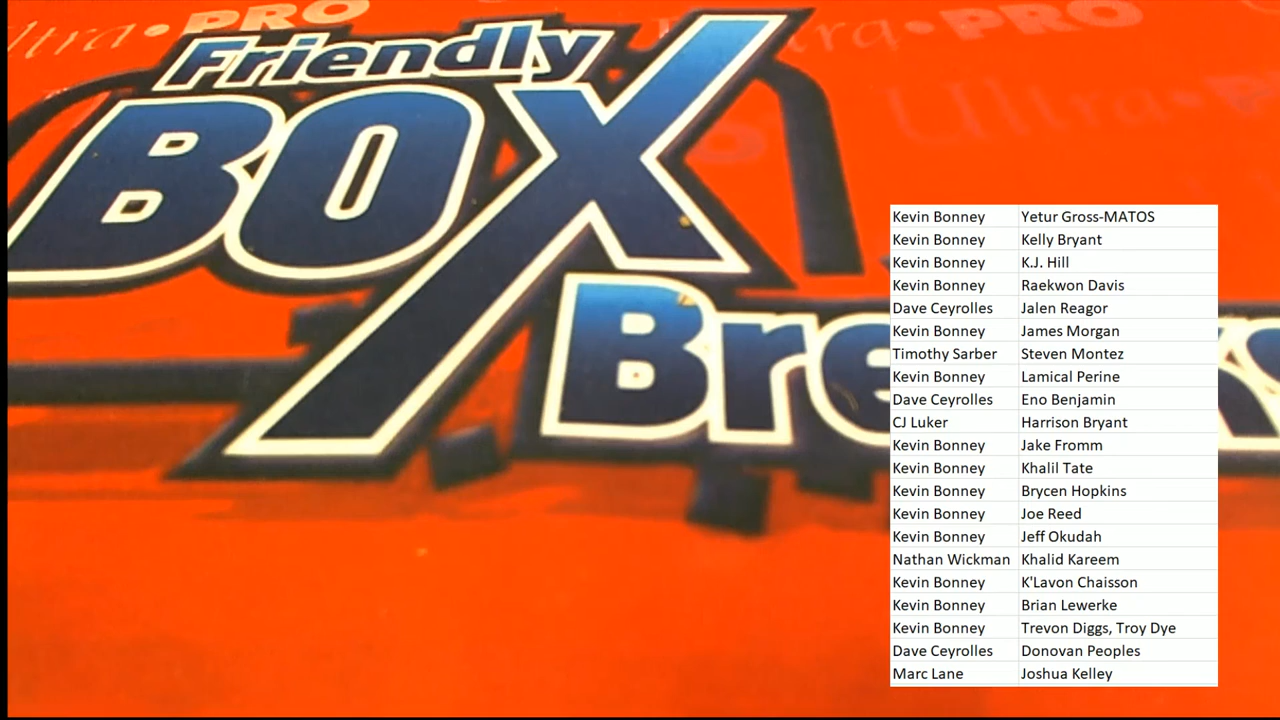 Ultra•PRO
Ultra•PRO
Friendly
BOX
Ultra•P
Bre
Kevin Bonney Yetur Gross-MATOS
Kevin Bonney Kelly Bryant
Kevin Bonney K.J. Hill
Kevin Bonney Raekwon Davis
Dave Ceyrolles Jalen Reagor
Kevin Bonney James Morgan
Timothy Sarber Steven Montez
Kevin Bonney Lamical Perine
Dave Ceyrolles Eno Benjamin
CJ Luker Harrison Bryant
Kevin Bonney Jake Fromm
Kevin Bonney Khalil Tate
Kevin Bonney Brycen Hopkins
Kevin Bonney Joe Reed
Kevin Bonney Jeff Okudah
Nathan Wickman Khalid Kareem
Kevin Bonney K'Lavon Chaisson
Kevin Bonney Brian Lewerke
Kevin Bonney Trevon Diggs, Troy Dye
Dave Ceyrolles Donovan Peoples
Marc Lane Joshua Kelley